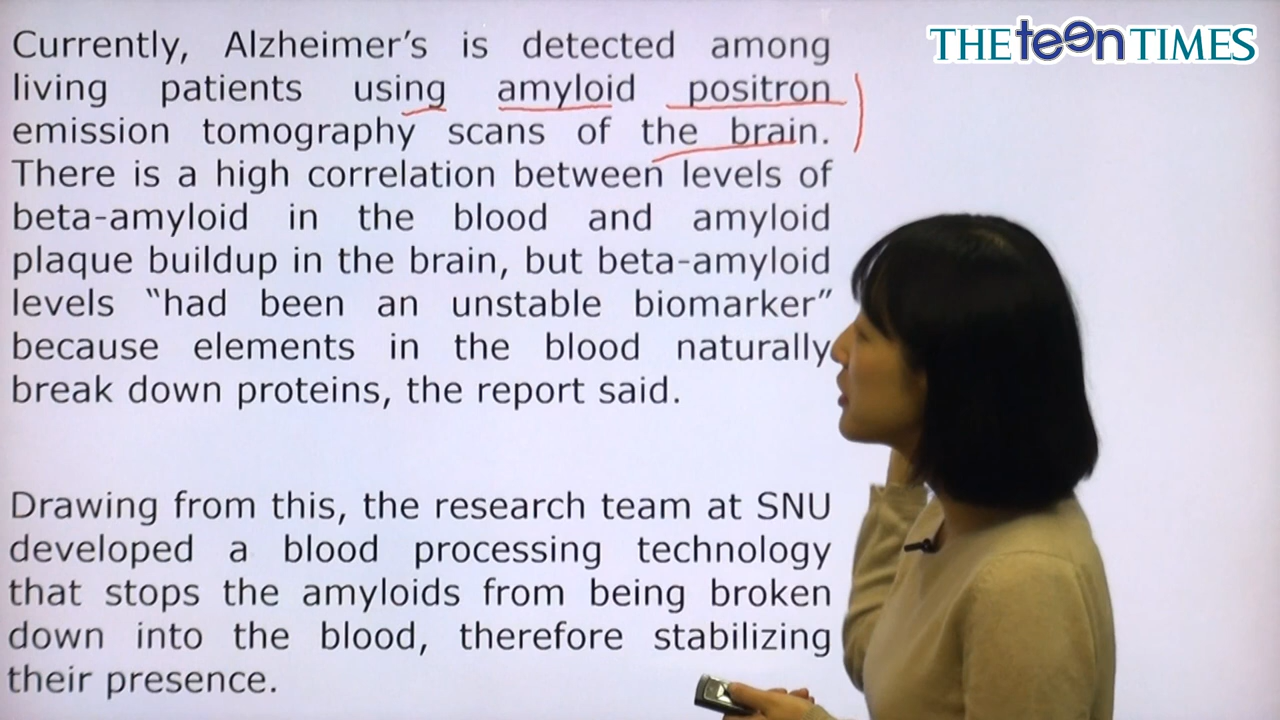 THE teen TIMES
Currently, Alzheimer’s is detected among
living patients using amyloid positron
emission tomography scans of the brain.
There is a high correlation between levels of
beta-amyloid in the blood and amyloid
plaque buildup in the brain, but beta-amyloid
levels “had been an unstable biomarker”
because elements in the blood naturally
break down proteins, the report said.
Drawing from this, the research team at SNU
developed a blood processing technology
that stops the amyloids from being broken
down into the blood, therefore stabilizing
their presence.